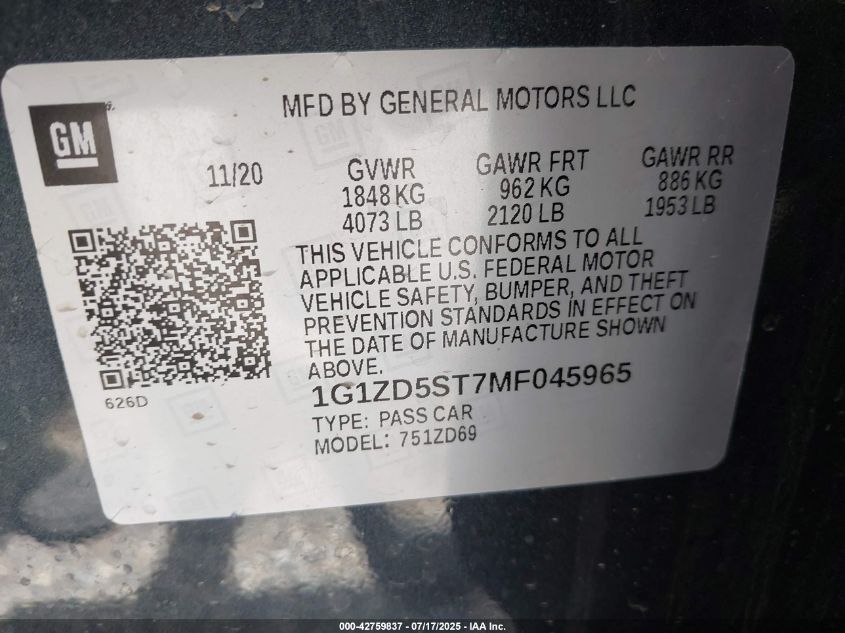 GM
MFD BY GENERAL MOTORS LLC
11/20
GVWR
1848 KG
4073 LB
GAWR FRT
962 KG
2120 LB
GAWR RR
886 KG
1953 LB
THIS VEHICLE CONFORMS TO ALL
APPLICABLE U.S. FEDERAL MOTOR
VEHICLE SAFETY, BUMPER, AND THEFT
PREVENTION STANDARDS IN EFFECT ON
THE DATE OF MANUFACTURE SHOWN
ABOVE.
626D
1G1ZD5ST7MF045965
TYPE: PASS CAR
MODEL: 751ZD69
000-42759837 - 07/17/2025 - IAA Inc.